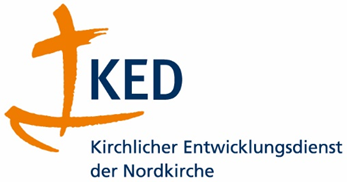 KED
Kirchlicher Entwicklungsdienst
der Nordkirche